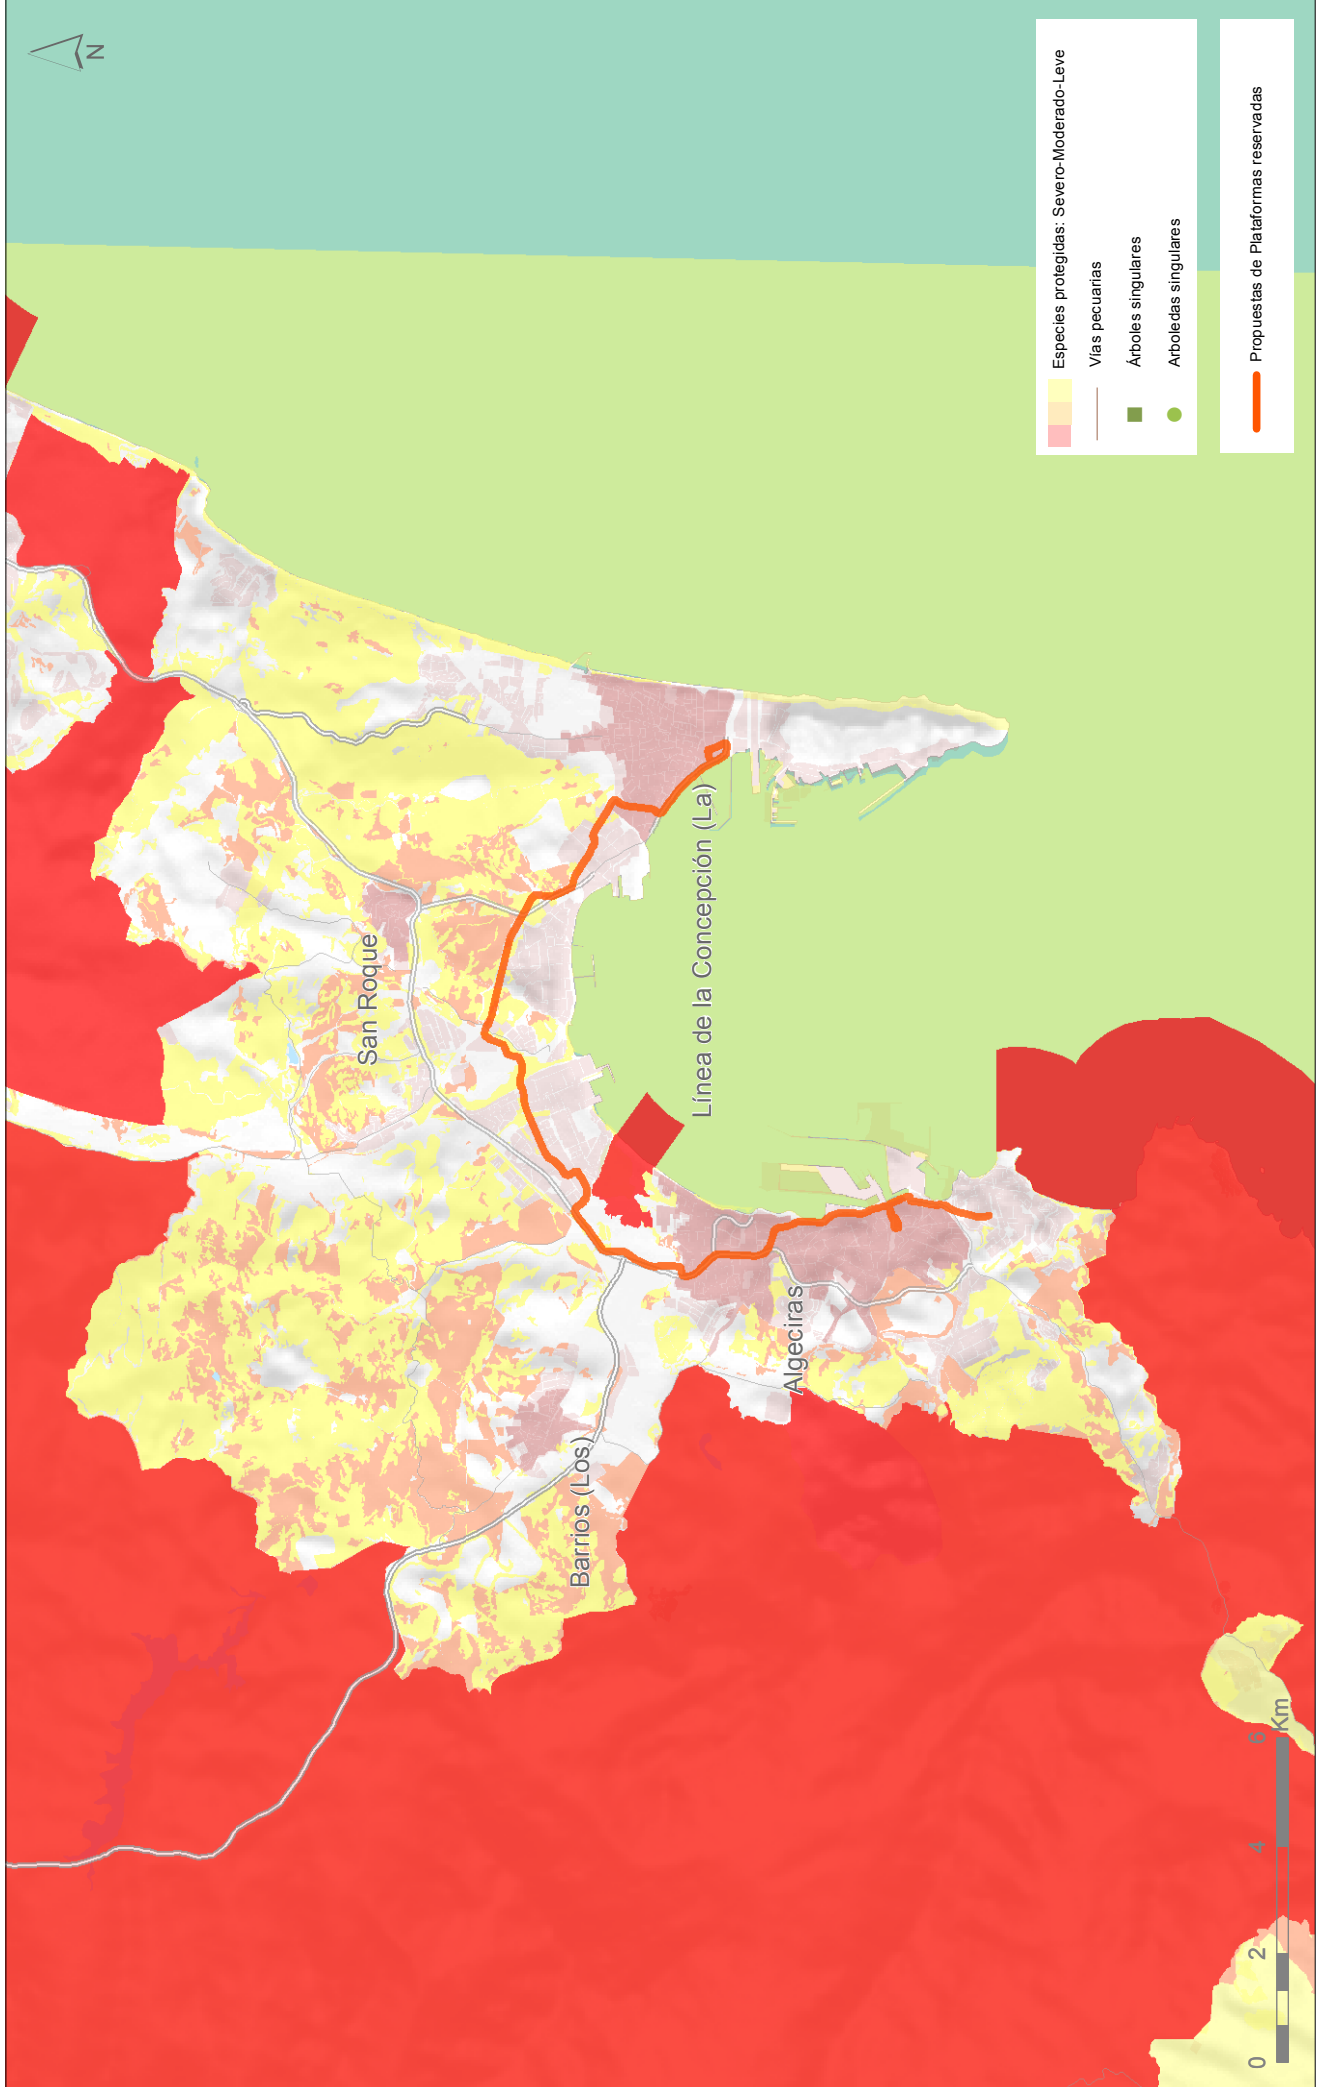 N
Especies protegidas: Severo-Moderado-Leve
Vías pecuarias
Árboles singulares
Arboledas singulares
Propuestas de Plataformas reservadas
San Roque
Línea de la Concepción (La)
Barrios (Los)
Algeciras
0 2 4 6
Km